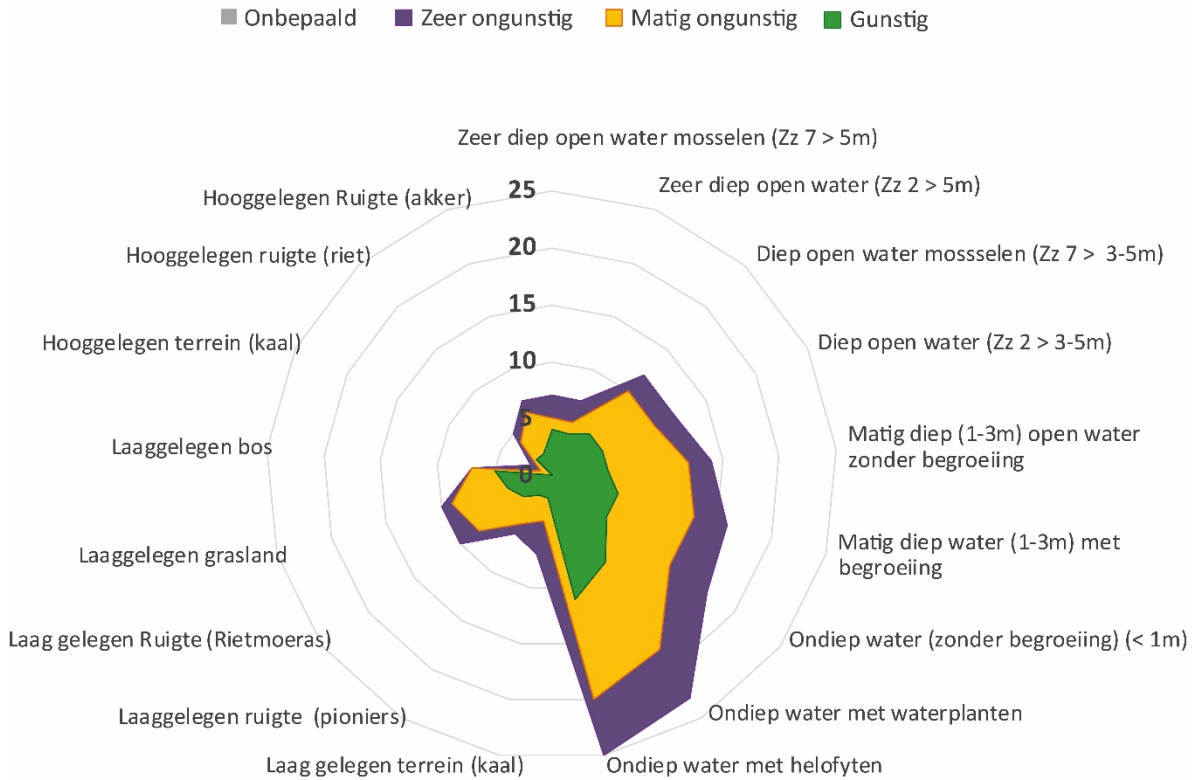 Onbepaald Zeer ongunstig Matig ongunstig Gunstig
Zeer diep open water mosselen (Zz 7 > 5m)
Zeer diep open water (Zz 2 > 5m)
Diep open water mossselen (Zz 7 > 3-5m)
Diep open water (Zz 2 > 3-5m)
Matig diep (1-3m) open water
zonder begroeiing
Matig diep water (1-3m) met
begroeiing
Ondiep water (zonder begroeiing) (< 1m)
Ondiep water met waterplanten
Ondiep water met helofyten
Laag gelegen terrein (kaal)
Laaggelegen ruigte (pioniers)
Laag gelegen Ruigte (Rietmoeras)
Laaggelegen grasland
Laaggelegen bos
Hooggelegen terrein (kaal)
Hooggelegen ruigte (riet)
Hooggelegen Ruigte (akker)
25
20
15
10
5
0